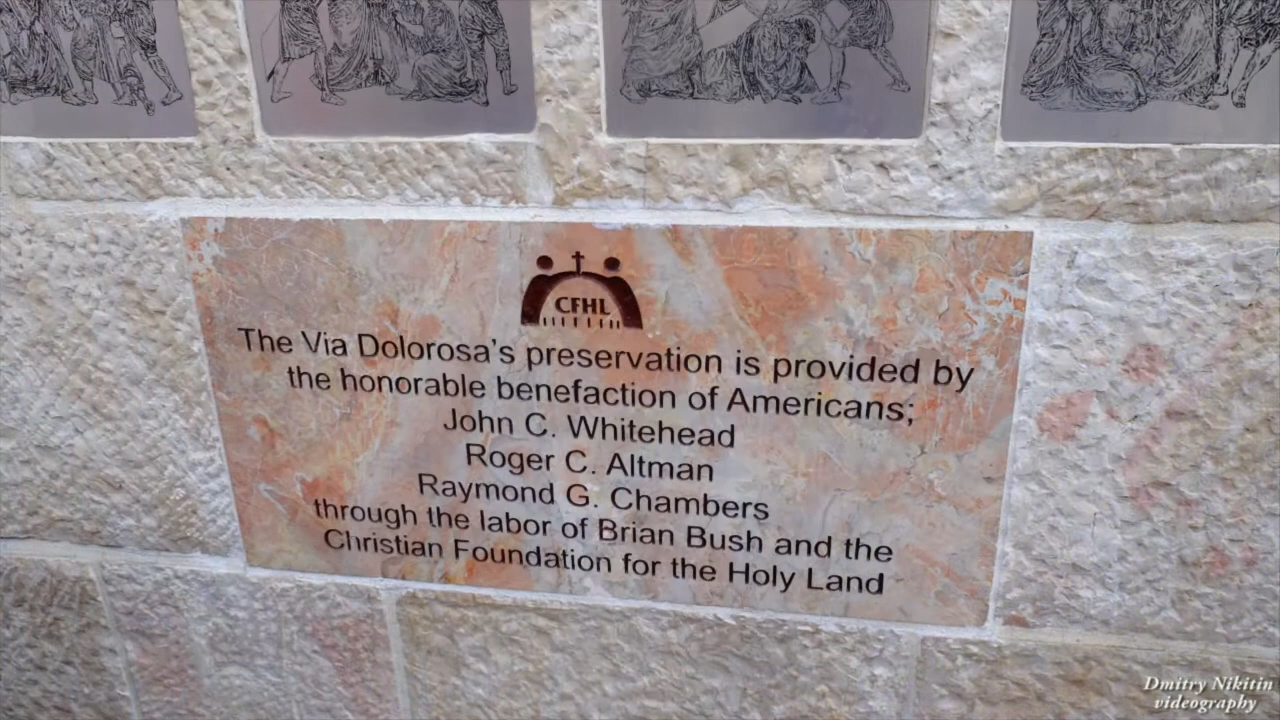 CFHL
The Via Dolorosa's preservation is provided by
the honorable benefaction of Americans;
John C. Whitehead
Roger C. Altman
Raymond G. Chambers
through the labor of Brian Bush and the
Christian Foundation for the Holy Land
Dmitry Nikitin
videography